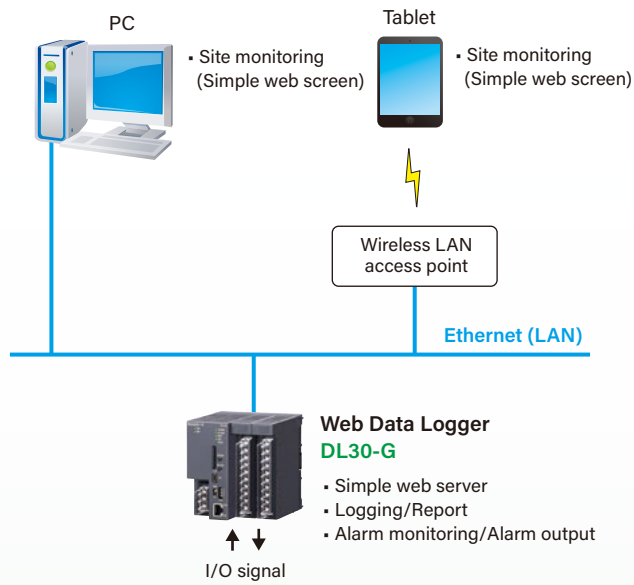 PC
▪ Site monitoring
(Simple web screen)
Tablet
▪ Site monitoring
(Simple web screen)
Wireless LAN
access point
Ethernet (LAN)
Web Data Logger
DL30-G
▪ Simple web server
▪ Logging/Report
▪ Alarm monitoring/Alarm output
I/O signal